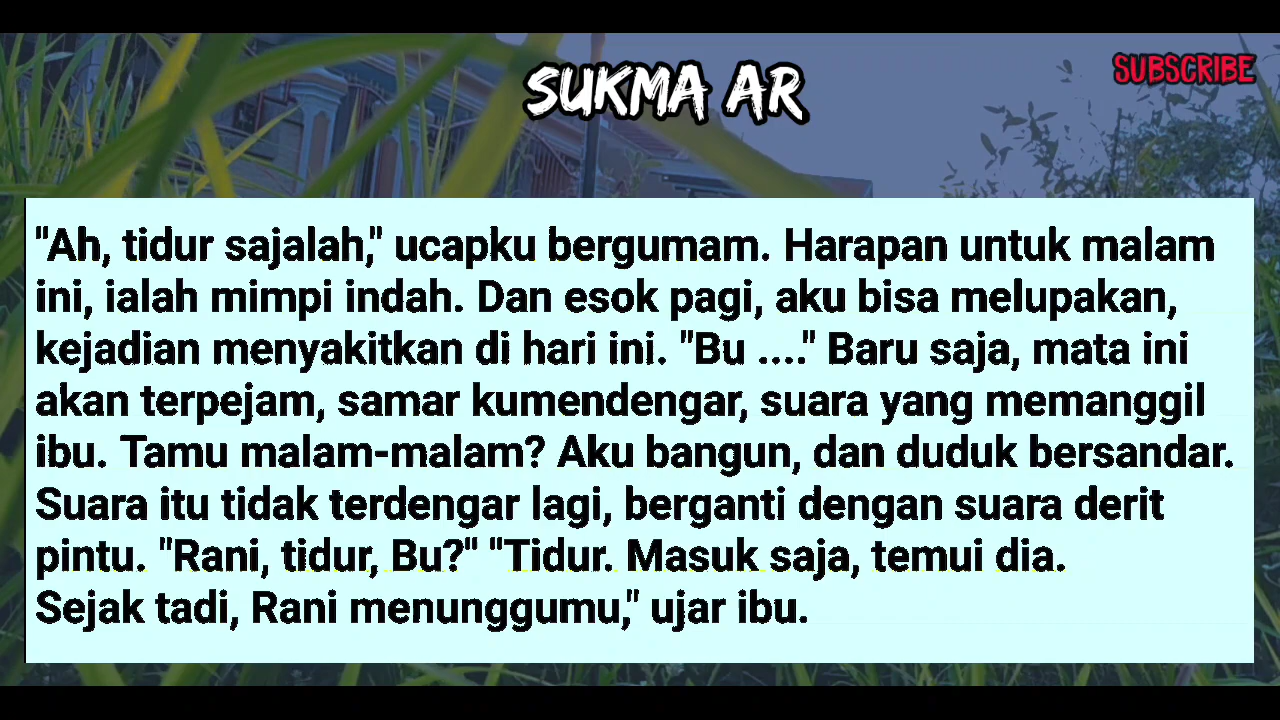 SUKMA AR
SUBSCRIBE
"Ah, tidur sajalah," ucapku bergumam. Harapan untuk malam
ini, ialah mimpi indah. Dan esok pagi, aku bisa melupakan,
kejadian menyakitkan di hari ini. "Bu ...." Baru saja, mata ini
akan terpejam, samar kumendengar, suara yang memanggil
ibu. Tamu malam-malam? Aku bangun, dan duduk bersandar.
Suara itu tidak terdengar lagi, berganti dengan suara derit
pintu. "Rani, tidur, Bu?" "Tidur. Masuk saja, temui dia.
Sejak tadi, Rani menunggumu," ujar ibu.